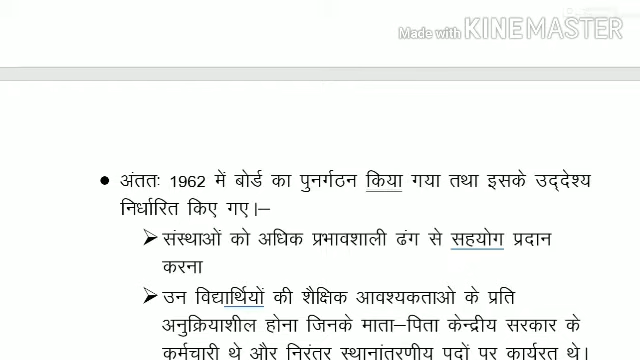 Made with KINEMASTER
• अंततः 1962 में बोर्ड का पुनर्गठन किया गया तथा इसके उद्देश्य
निर्धारित किए गए।–
➢ संस्थाओं को अधिक प्रभावशाली ढंग से सहयोग प्रदान
करना
➢ उन विद्यार्थियों की शैक्षिक आवश्यकताओ के प्रति
अनुक्रियाशील होना जिनके माता–पिता केन्द्रीय सरकार के
कर्मचारी थे और निरंतर स्थानांतरणीय पदों पर कार्यरत थे।